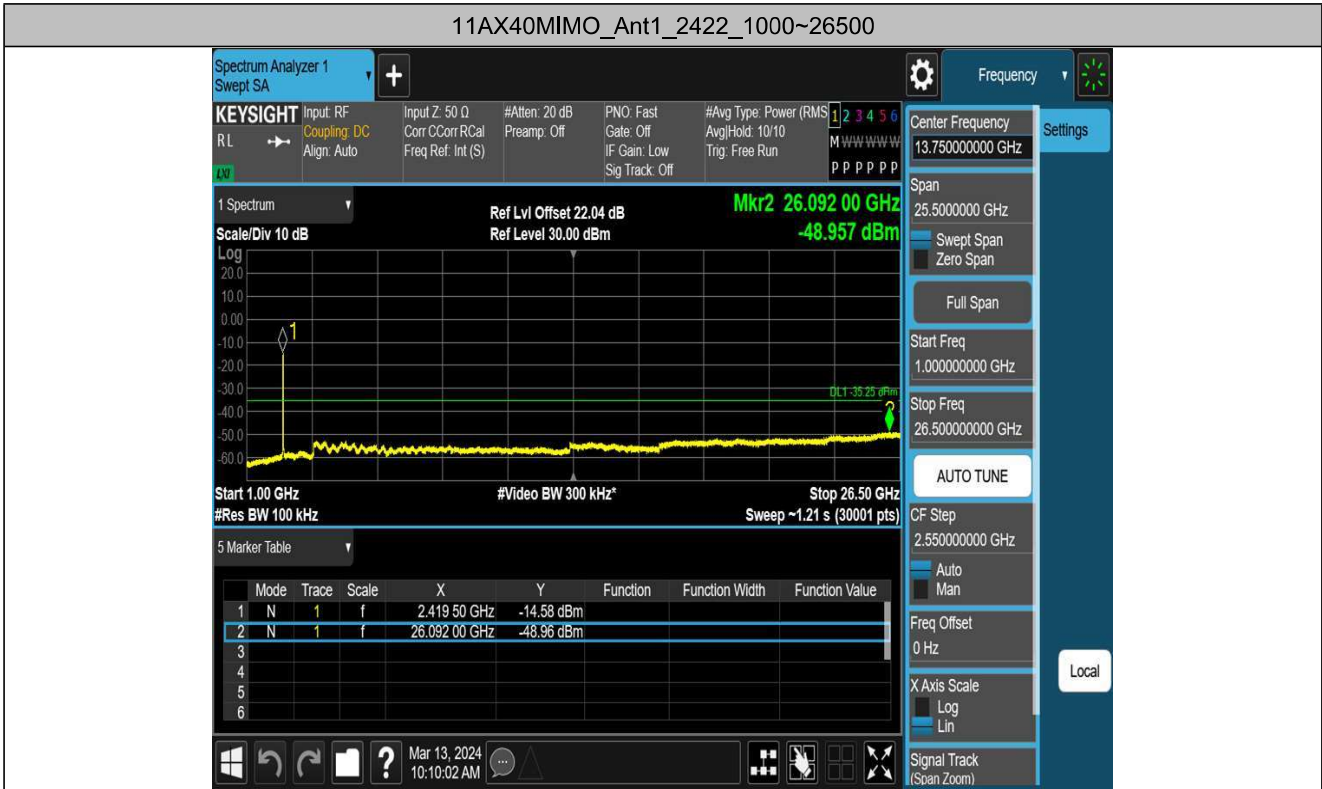 11AX40MIMO_Ant1_2422_1000~26500
Spectrum Analyzer 1
Swept SA
+
Frequency
KEYSIGHT
RL
LXI
Input: RF
Coupling: DC
Align: Auto
Input Z: 50 Ω
Corr CCorr RCal
Freq Ref: Int (S)
#Atten: 20 dB
Preamp: Off
PNO: Fast
Gate: Off
IF Gain: Low
Sig Track: Off
#Avg Type: Power (RMS
Avg|Hold: 10/10
Trig: Free Run
1 2 3 4 5 6
M W W W W W
P P P P P P
1 Spectrum
Scale/Div 10 dB
Ref Lvl Offset 22.04 dB
Ref Level 30.00 dBm
Mkr2 26.092 00 GHz
-48.957 dBm
Log
20.0
10.0
0.00
-10.0
-20.0
-30.0
-40.0
-50.0
-60.0
1
DL1 -35.25 dBm
2
Start 1.00 GHz
#Res BW 100 kHz
#Video BW 300 kHz*
Stop 26.50 GHz
Sweep ~1.21 s (30001 pts)
5 Marker Table
Mode Trace Scale X Y Function Function Width Function Value
1 N 1 f 2.419 50 GHz -14.58 dBm
2 N 1 f 26.092 00 GHz -48.96 dBm
3
4
5
6
Mar 13, 2024
10:10:02 AM
?
Center Frequency
13.750000000 GHz
Settings
Span
25.5000000 GHz
Swept Span
Zero Span
Full Span
Start Freq
1.000000000 GHz
Stop Freq
26.500000000 GHz
AUTO TUNE
CF Step
2.550000000 GHz
Auto
Man
Freq Offset
0 Hz
X Axis Scale
Log
Lin
Local
Signal Track
(Span Zoom)